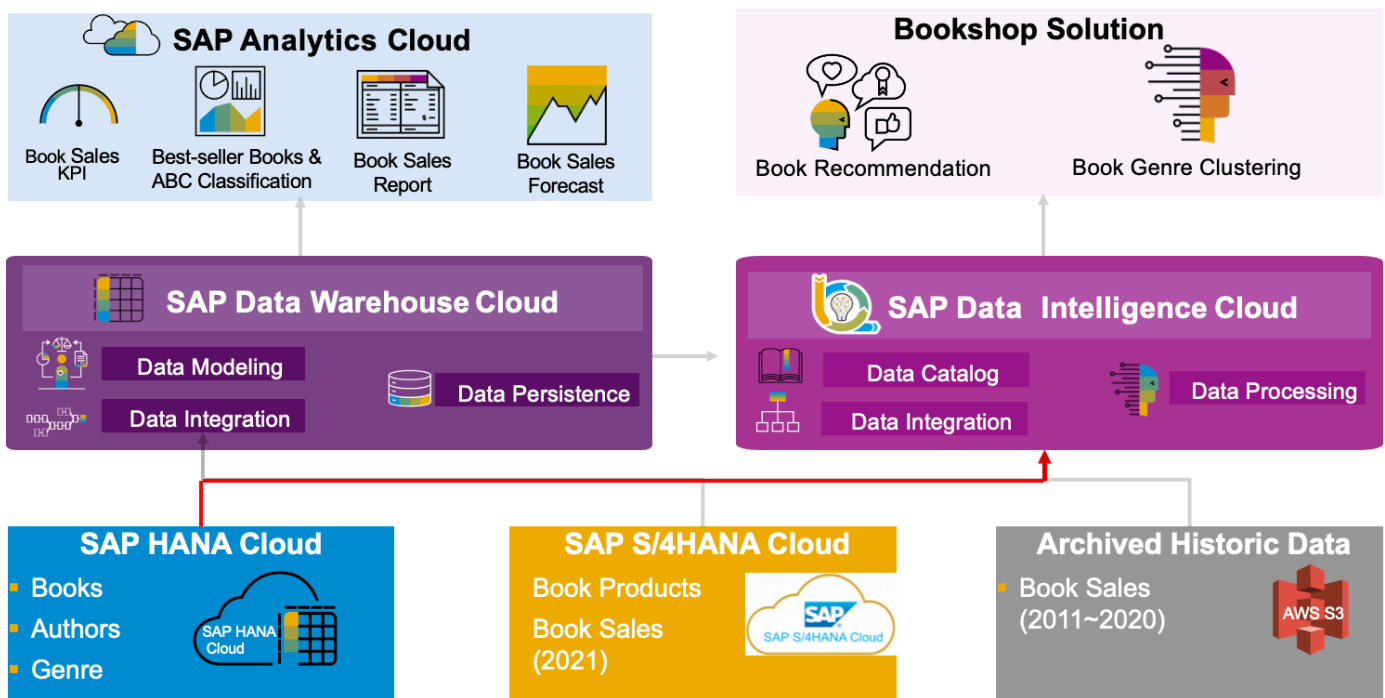 SAP Analytics Cloud
Book Sales
KPI
Best-seller Books &
ABC Classification
Book Sales
Report
Book Sales
Forecast
Bookshop Solution
Book Recommendation
Book Genre Clustering
SAP Data Warehouse Cloud
Data Modeling
Data Integration
Data Persistence
SAP Data Intelligence Cloud
Data Catalog
Data Integration
Data Processing
SAP HANA Cloud
Books
Authors
Genre
SAP HANA
Cloud
SAP S/4HANA Cloud
Book Products
Book Sales
(2021)
SAP
SAP S/4HANA Cloud
Archived Historic Data
Book Sales
(2011~2020)
AWS S3